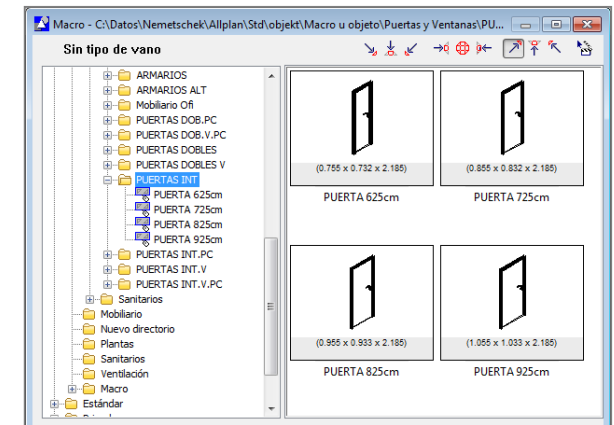 Macro - C:\Datos\Nemetschek\Allplan\Std\objekt\Macro u objeto\Puertas y Ventanas\PU...
Sin tipo de vano
ARMARIOS
ARMARIOS ALT
Mobiliario Ofi
PUERTAS DOB.PC
PUERTAS DOB.V.PC
PUERTAS DOBLES
PUERTAS DOBLES V
PUERTAS INT
PUERTA 625cm
PUERTA 725cm
PUERTA 825cm
PUERTA 925cm
PUERTAS INT.PC
PUERTAS INT.V
PUERTAS INT.V.PC
Sanitarios
Mobiliario
Nuevo directorio
Plantas
Sanitarios
Ventilación
Macro
Estándar
(0.755 x 0.732 x 2.185)
PUERTA 625cm
(0.855 x 0.832 x 2.185)
PUERTA 725cm
(0.955 x 0.933 x 2.185)
PUERTA 825cm
(1.055 x 1.033 x 2.185)
PUERTA 925cm